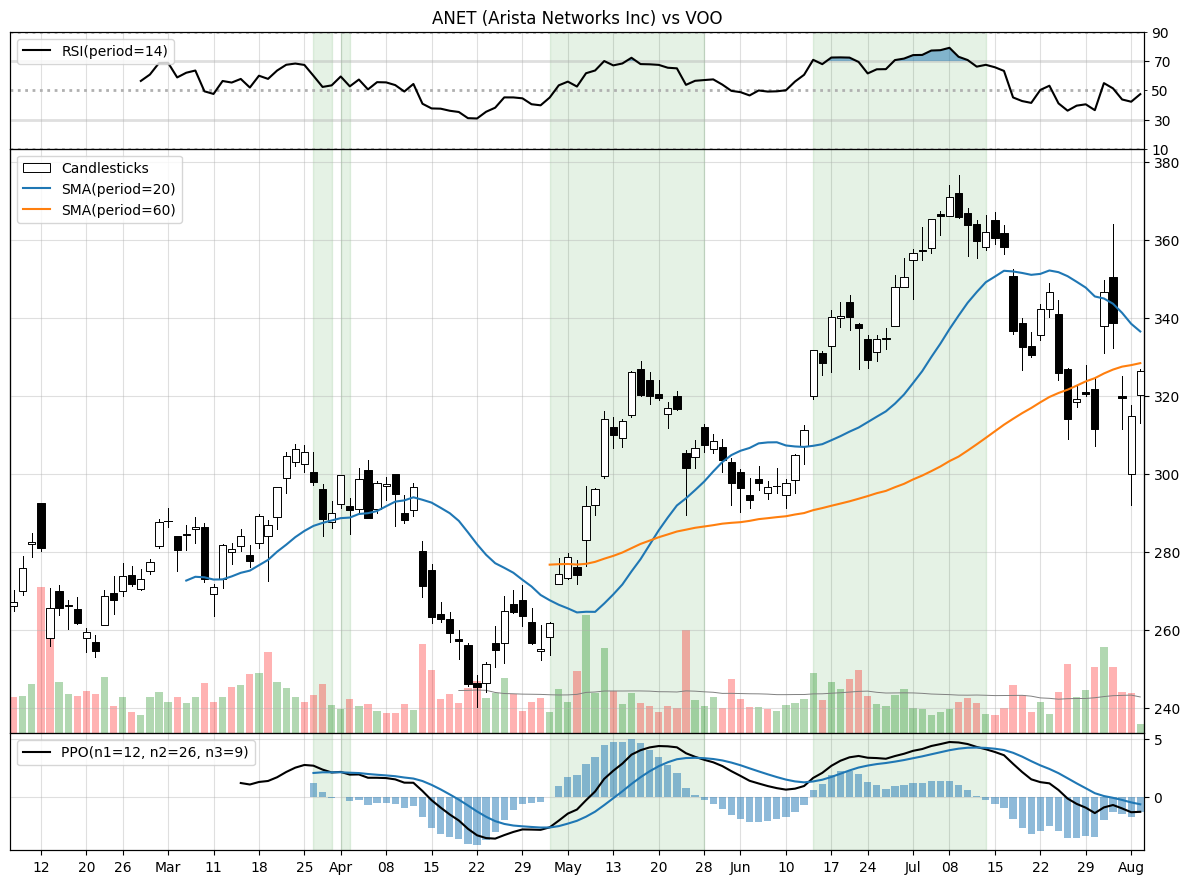 ANET (Arista Networks Inc) vs VOO
RSI(period=14)
90
70
50
30
10
Candlesticks
SMA(period=20)
SMA(period=60)
380
360
340
320
300
280
260
240
PPO(n1=12, n2=26, n3=9)
5
0
12 20 26 Mar 11 18 25 Apr 08 15 22 29 May 13 20 28 Jun 10 17 24 Jul 08 15 22 29 Aug